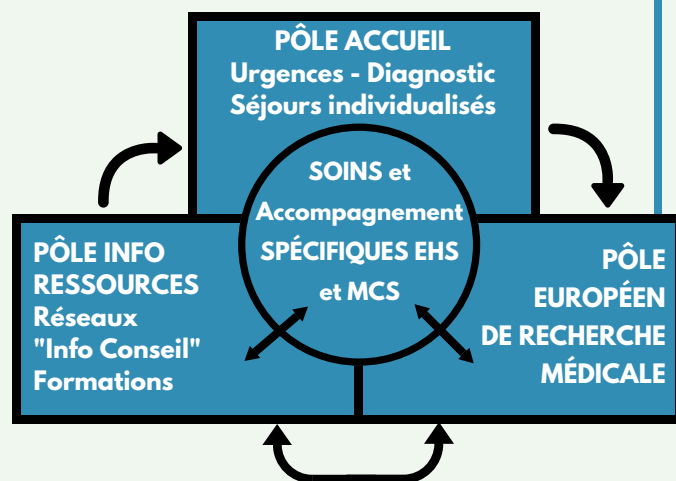 PÔLE ACCUEIL
Urgences - Diagnostic
Séjours individualisés
SOINS et
Accompagnement
SPÉCIFIQUES EHS
et MCS
PÔLE INFO
RESSOURCES
Réseaux
"Info Conseil"
Formations
PÔLE
EUROPÉEN
DE RECHERCHE
MÉDICALE